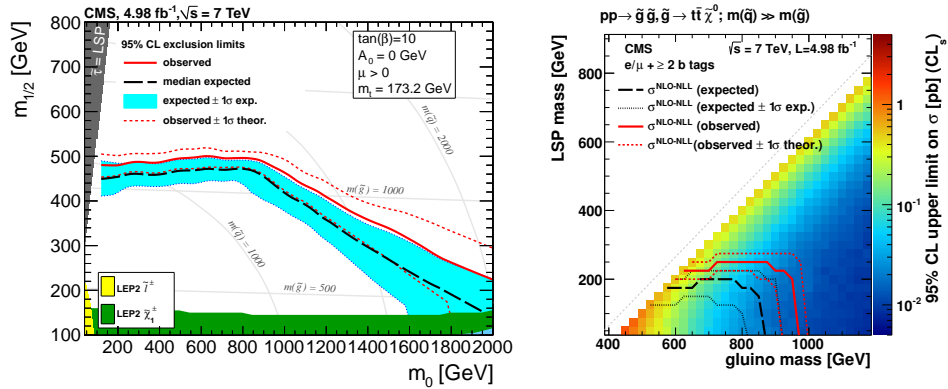 CMS, 4.98 fb⁻¹, √s = 7 TeV
m₁/₂ [GeV]
800
700
600
500
400
300
200
100
τ̃ = LSP
95% CL exclusion limits
observed
median expected
expected ± 1σ exp.
observed ± 1σ theor.
tan(β)=10
A₀ = 0 GeV
μ > 0
mₜ = 173.2 GeV
m(q̃) = 2000
m(g̃) = 1000
m(q̃) = 1000
m(g̃) = 500
LEP2 l̃±
LEP2 χ̃₁±
200 400 600 800 1000 1200 1400 1600 1800 2000
m₀ [GeV]
pp→ g̃ g̃, g̃→ t t̄ χ̃⁰; m(q̃) ≫ m(g̃)
LSP mass [GeV]
800
600
400
200
CMS √s = 7 TeV, L=4.98 fb⁻¹
e/μ + ≥ 2 b tags
σᴺᴸᴼ⁻ᴺᴸᴸ (expected)
σᴺᴸᴼ⁻ᴺᴸᴸ (expected ± 1σ exp.)
σᴺᴸᴼ⁻ᴺᴸᴸ (observed)
σᴺᴸᴼ⁻ᴺᴸᴸ (observed ± 1σ theor.)
400 600 800 1000
gluino mass [GeV]
1
10⁻¹
10⁻²
95% CL upper limit on σ [pb] (CLₛ)